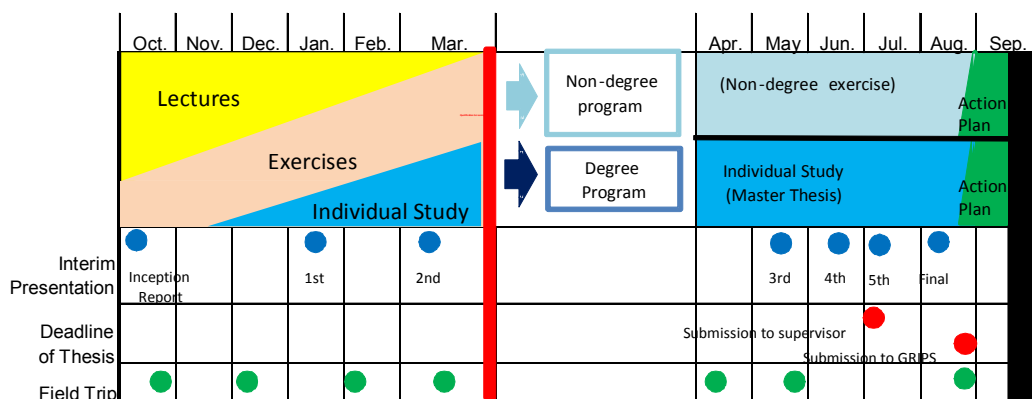 Oct. Nov. Dec. Jan. Feb. Mar. Apr. May Jun. Jul. Aug. Sep.
Lectures
Exercises
Individual Study
Non-degree
program
Degree
Program
(Non-degree exercise)
Action
Plan
Individual Study
(Master Thesis)
Action
Plan
Interim
Presentation
Inception
Report
1st
2nd
3rd
4th
5th
Final
Deadline
of Thesis
Submission to supervisor
Submission to GRIPS
Field Trip